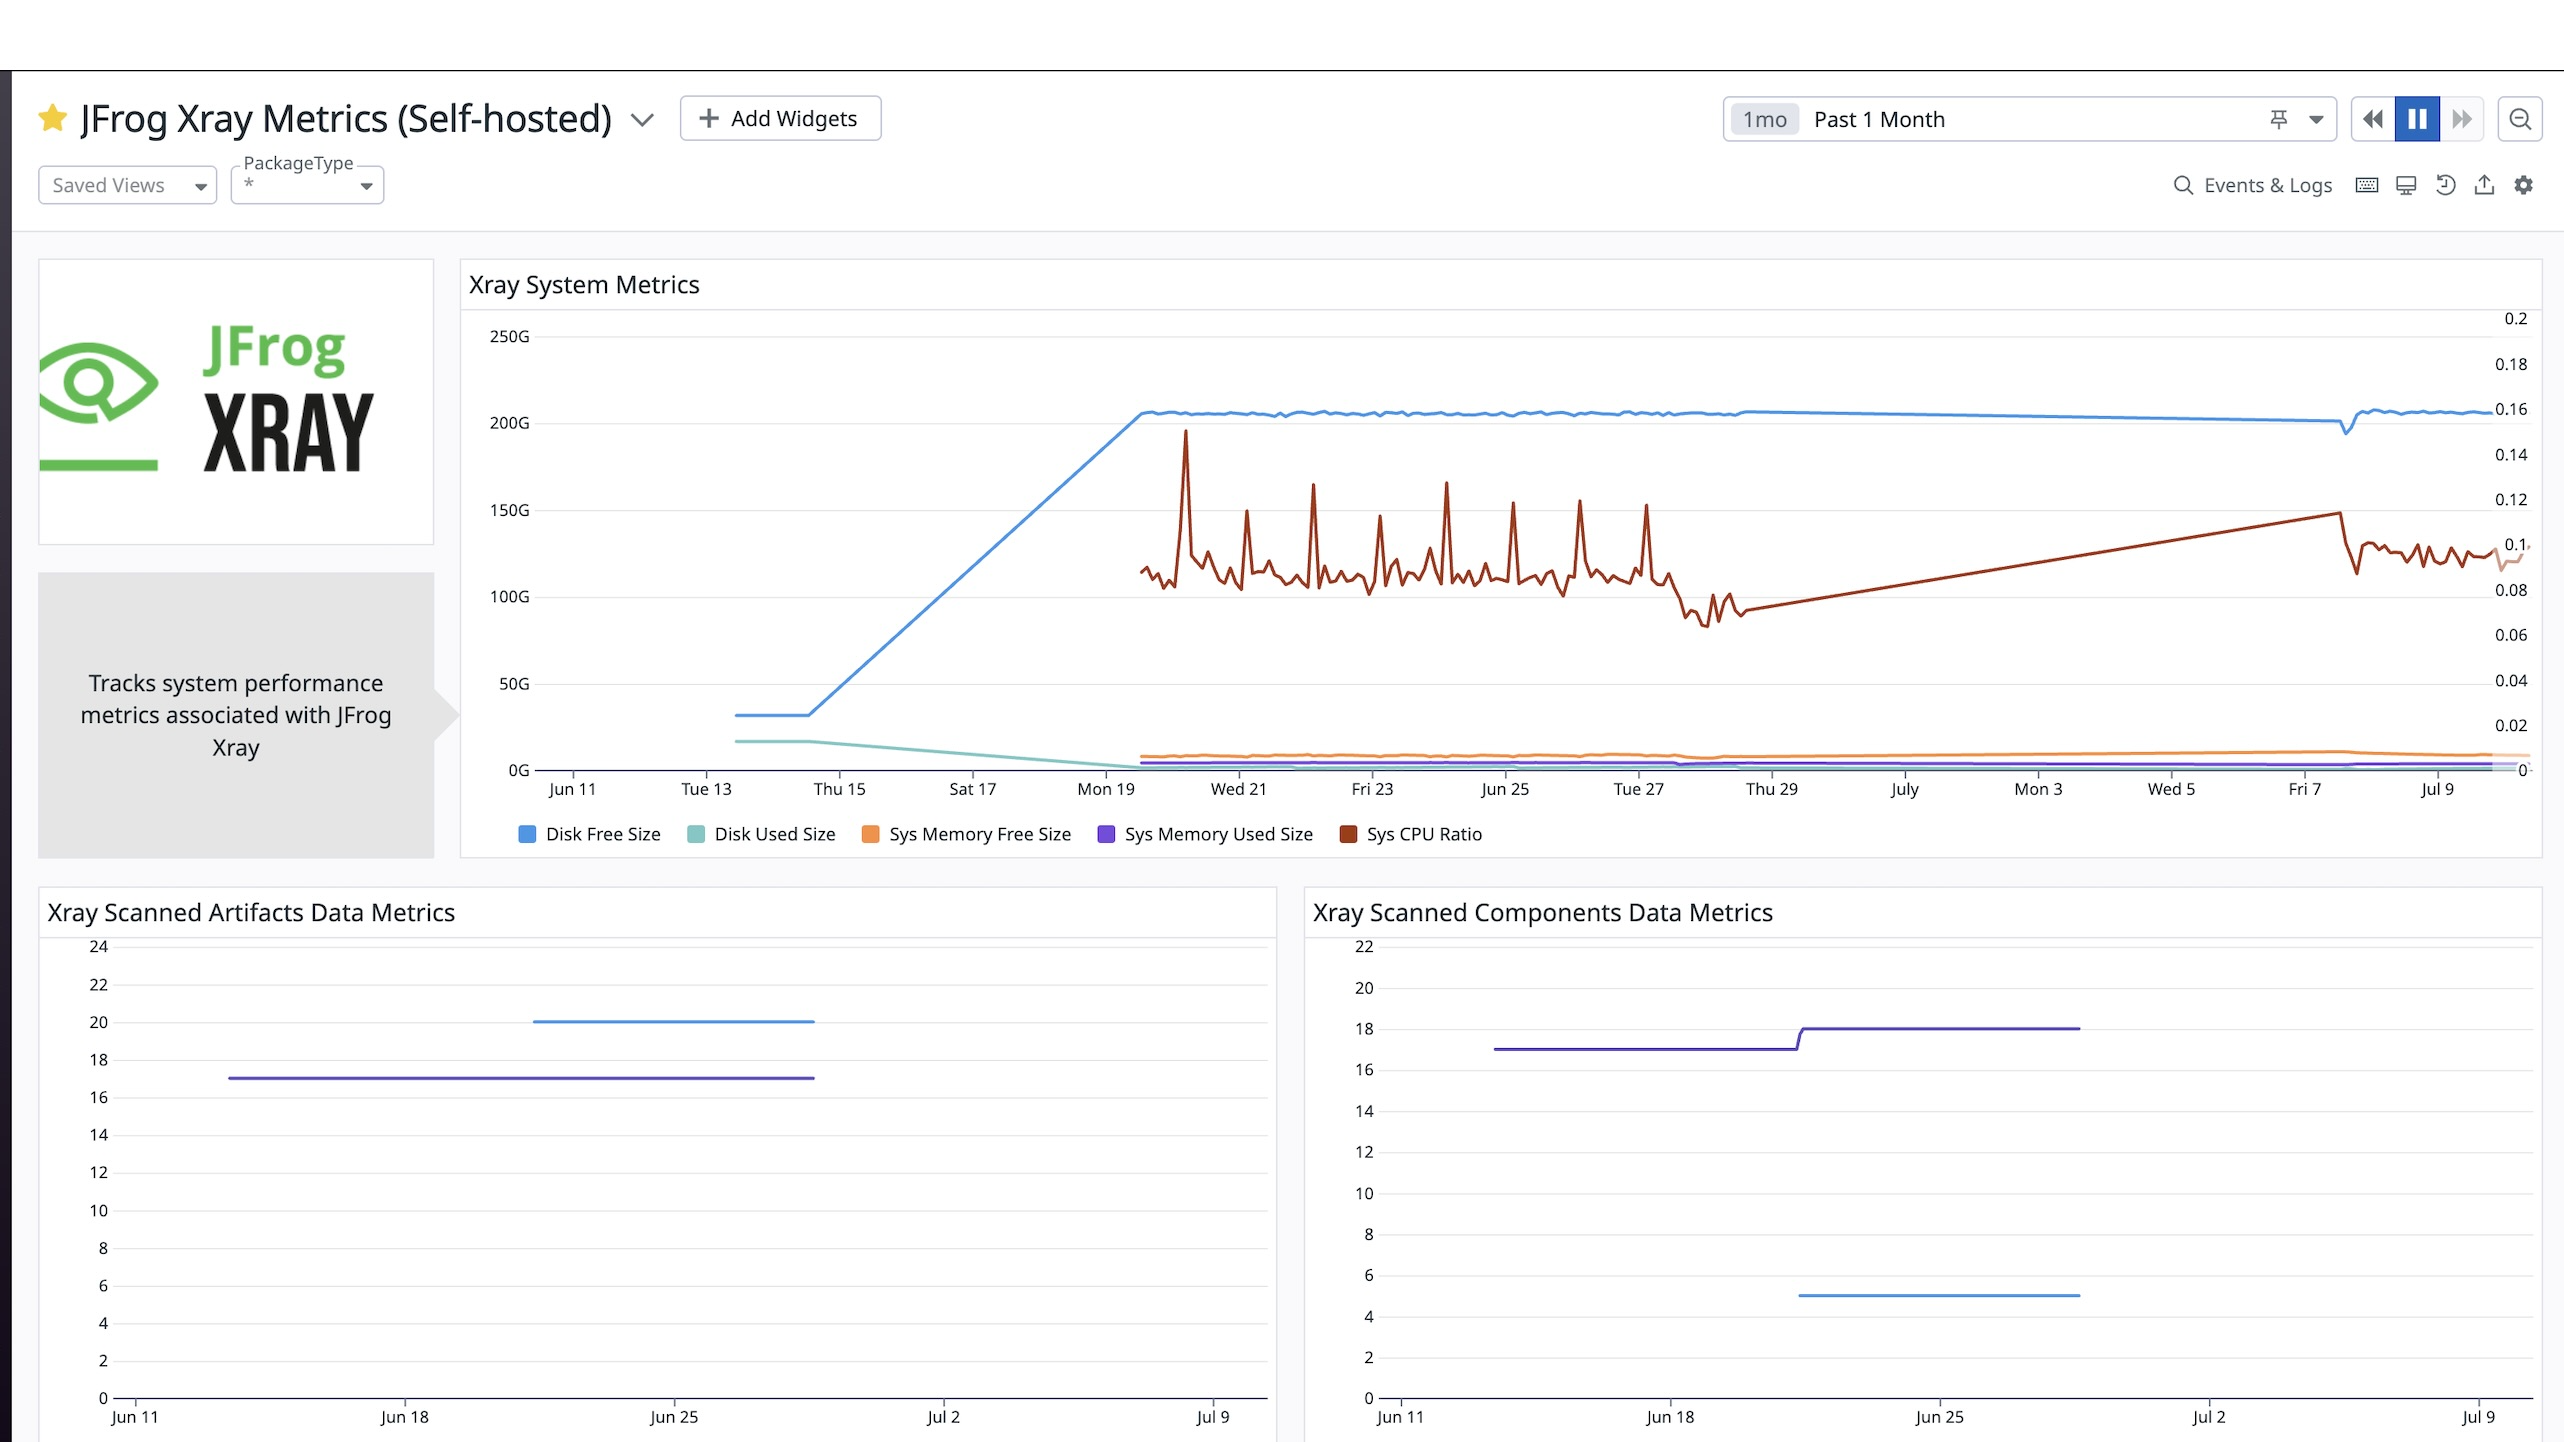 JFrog Xray Metrics (Self-hosted)
Add Widgets
1mo Past 1 Month
Saved Views
PackageType
*
Events & Logs
JFrog
XRAY
Tracks system performance
metrics associated with JFrog
Xray
Xray System Metrics
250G
200G
150G
100G
50G
0G
0.2
0.18
0.16
0.14
0.12
0.1
0.08
0.06
0.04
0.02
0
Jun 11 Tue 13 Thu 15 Sat 17 Mon 19 Wed 21 Fri 23 Jun 25 Tue 27 Thu 29 July Mon 3 Wed 5 Fri 7 Jul 9
Disk Free Size Disk Used Size Sys Memory Free Size Sys Memory Used Size Sys CPU Ratio
Xray Scanned Artifacts Data Metrics
24
22
20
18
16
14
12
10
8
6
4
2
0
Jun 11 Jun 18 Jun 25 Jul 2 Jul 9
Xray Scanned Components Data Metrics
22
20
18
16
14
12
10
8
6
4
2
0
Jun 11 Jun 18 Jun 25 Jul 2 Jul 9